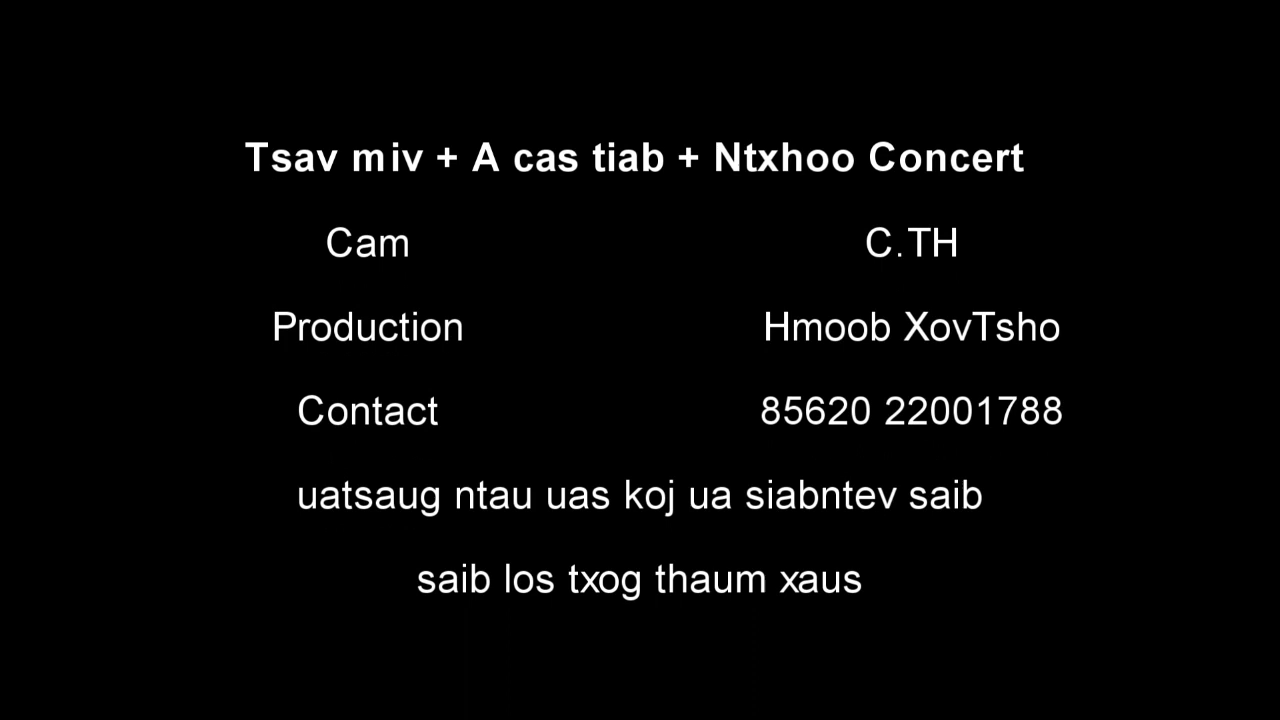 Tsav miv + A cas tiab + Ntxhoo Concert
Cam C.TH
Production Hmoob XovTsho
Contact 85620 22001788
uatsaug ntau uas koj ua siabntev saib
saib los txog thaum xaus